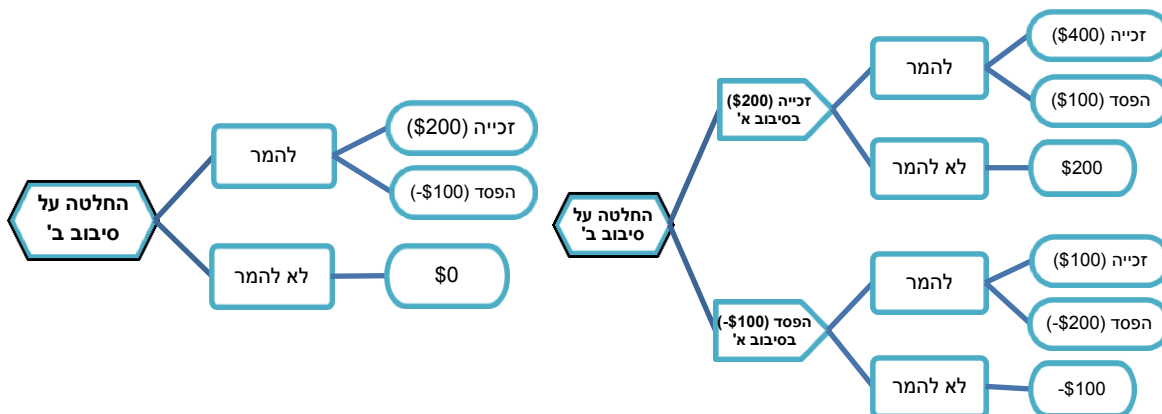 החלטה על
סיבוב ב'
להמר
זכייה ($200)
הפסד (-$100)
לא להמר
$0
החלטה על
סיבוב ב'
זכייה ($200)
בסיבוב א'
להמר
זכייה ($400)
הפסד ($100)
לא להמר
$200
הפסד (-$100)
בסיבוב א'
להמר
זכייה ($100)
הפסד (-$200)
לא להמר
-$100